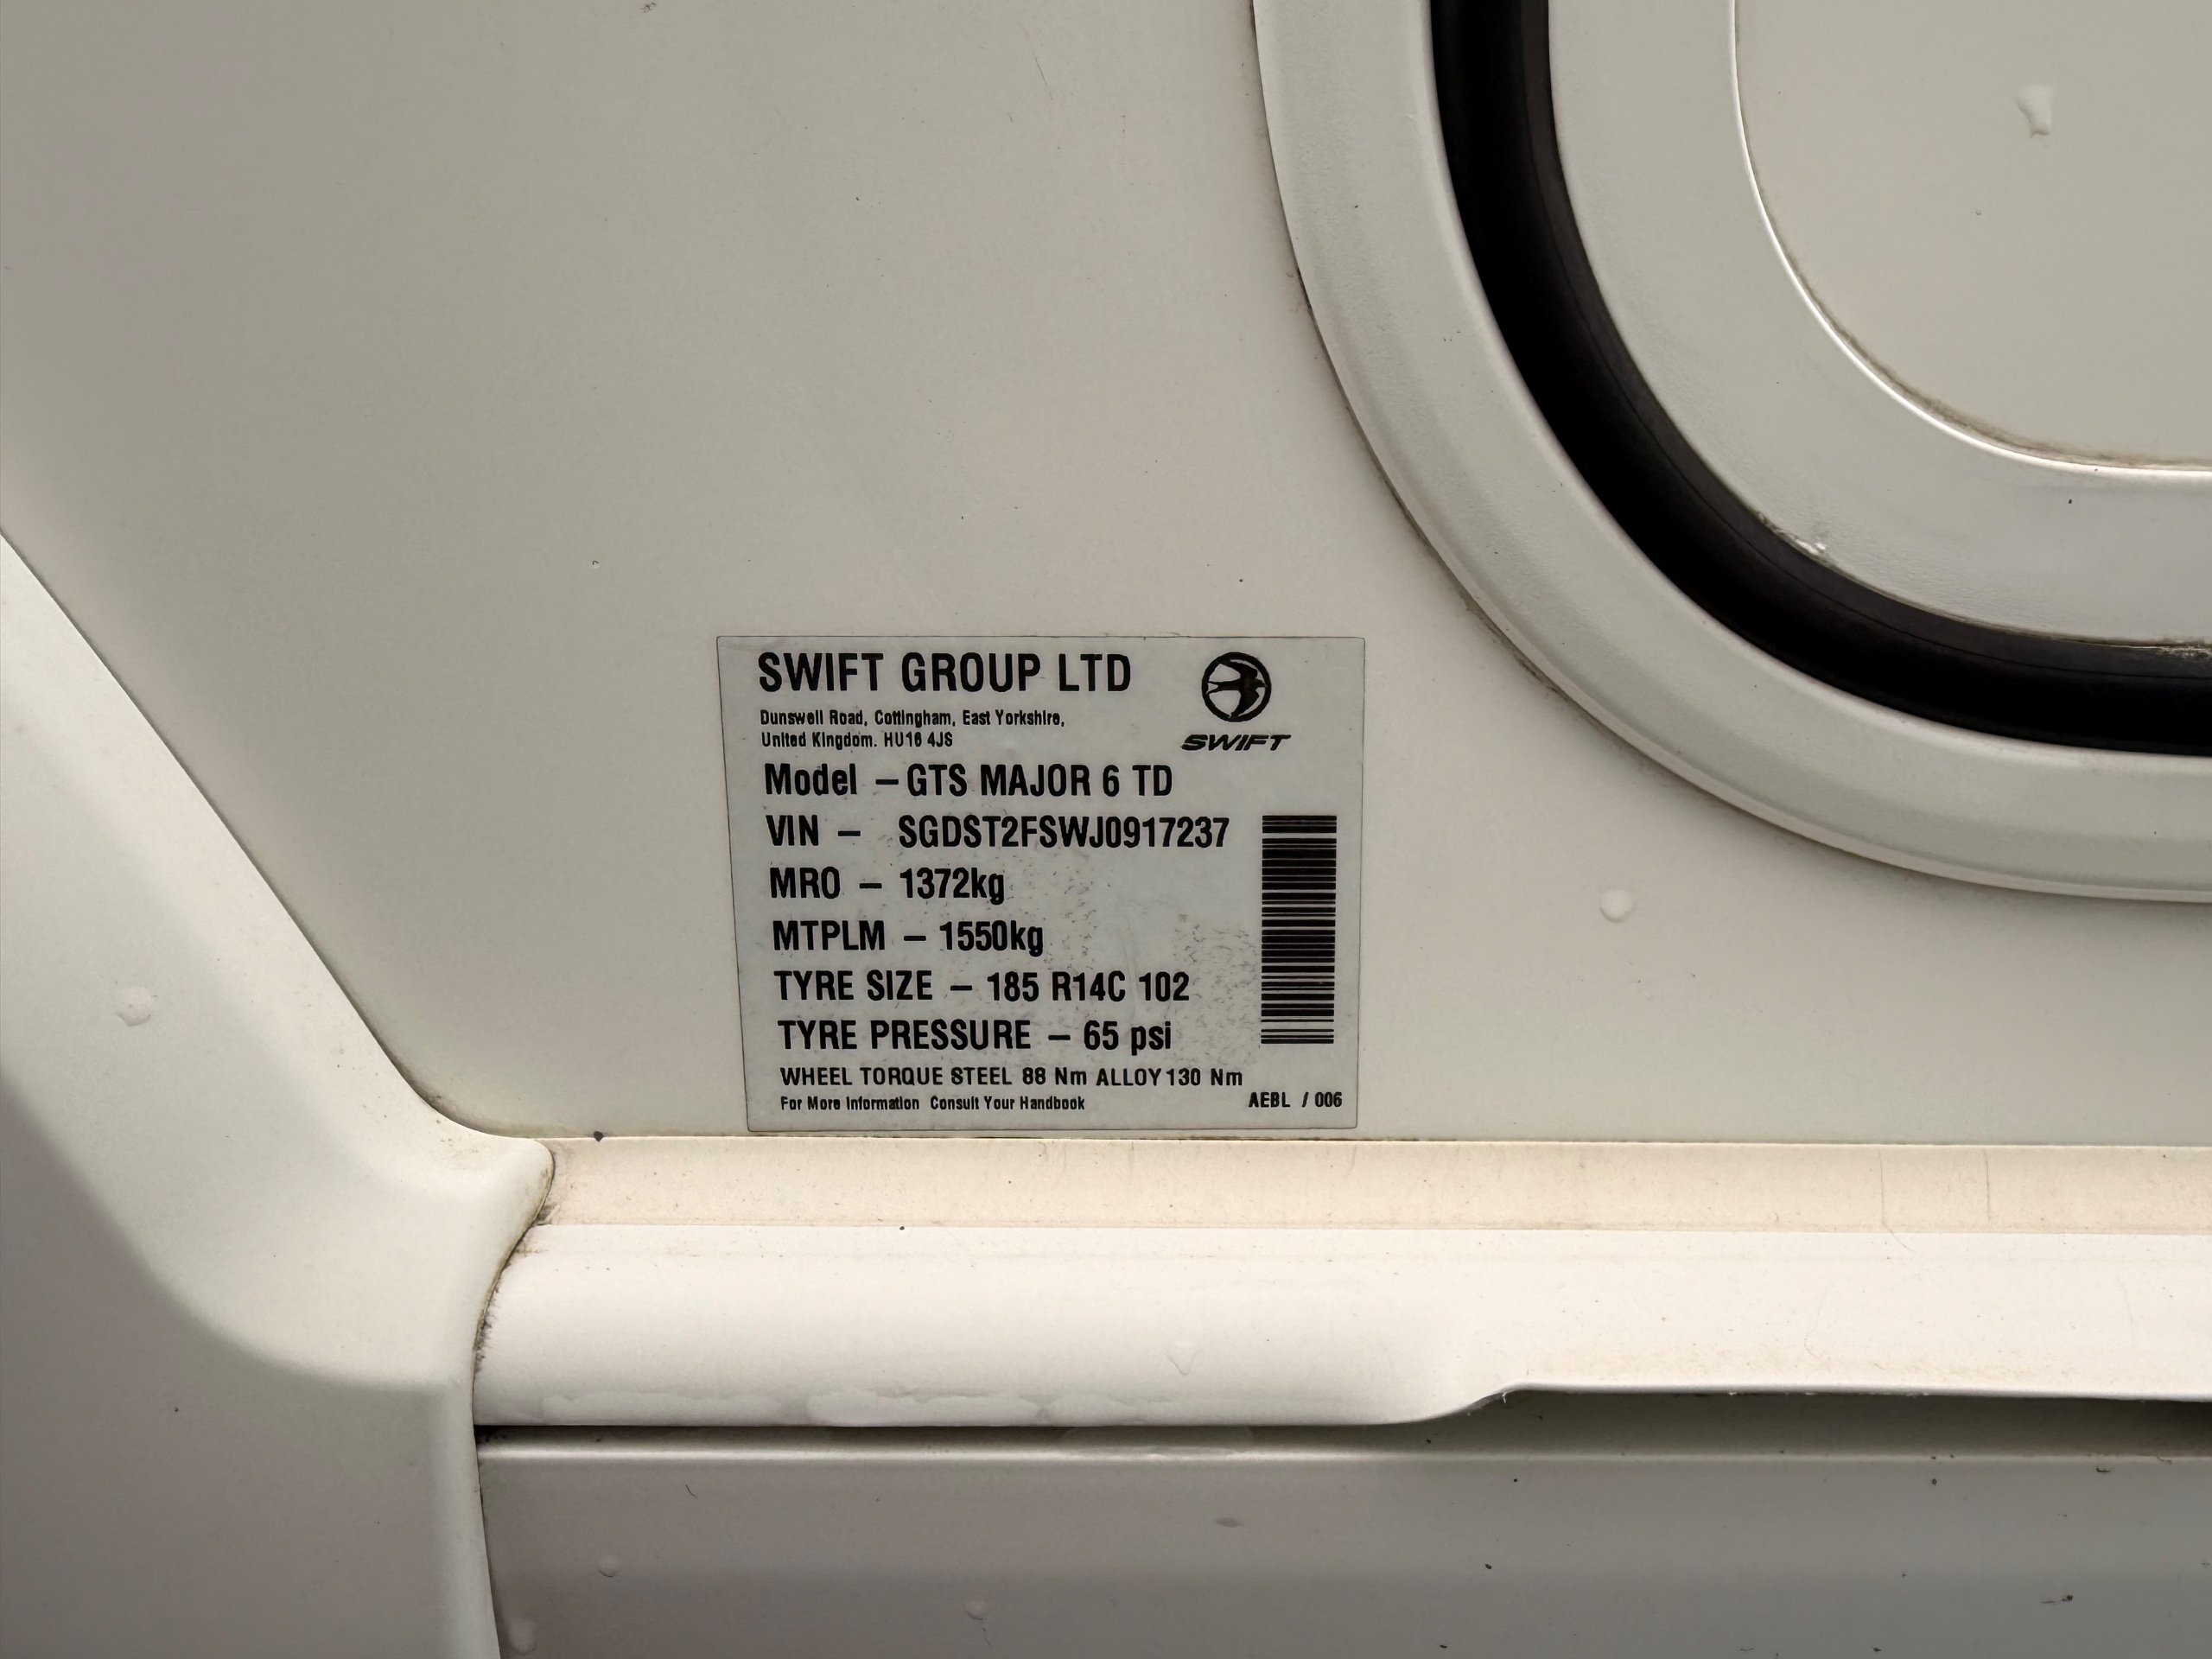 SWIFT GROUP LTD
Dunswell Road, Cottingham, East Yorkshire,
United Kingdom. HU16 4JS
SWIFT
Model – GTS MAJOR 6 TD
VIN – SGDST2FSWJ0917237
MRO – 1372kg
MTPLM – 1550kg
TYRE SIZE – 185 R14C 102
TYRE PRESSURE – 65 psi
WHEEL TORQUE STEEL 88 Nm ALLOY 130 Nm
For More Information Consult Your Handbook
AEBL / 006